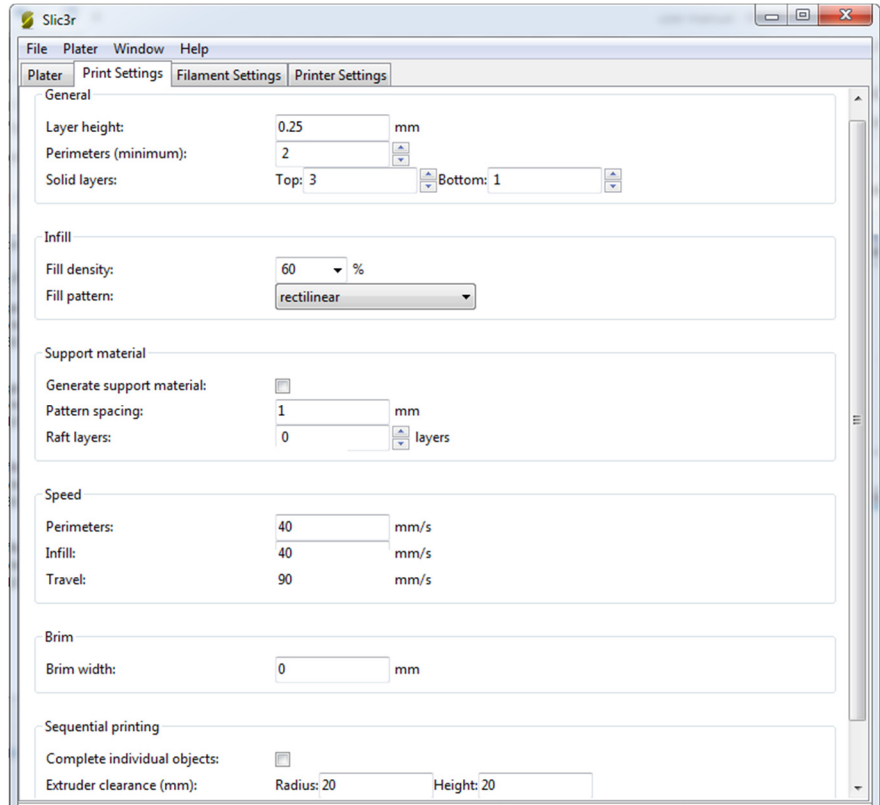 Slic3r
File Plater Window Help
Plater Print Settings Filament Settings Printer Settings
General
Layer height: 0.25 mm
Perimeters (minimum): 2
Solid layers: Top: 3 Bottom: 1
Infill
Fill density: 60 %
Fill pattern: rectilinear
Support material
Generate support material:
Pattern spacing: 1 mm
Raft layers: 0 layers
Speed
Perimeters: 40 mm/s
Infill: 40 mm/s
Travel: 90 mm/s
Brim
Brim width: 0 mm
Sequential printing
Complete individual objects:
Extruder clearance (mm): Radius: 20 Height: 20